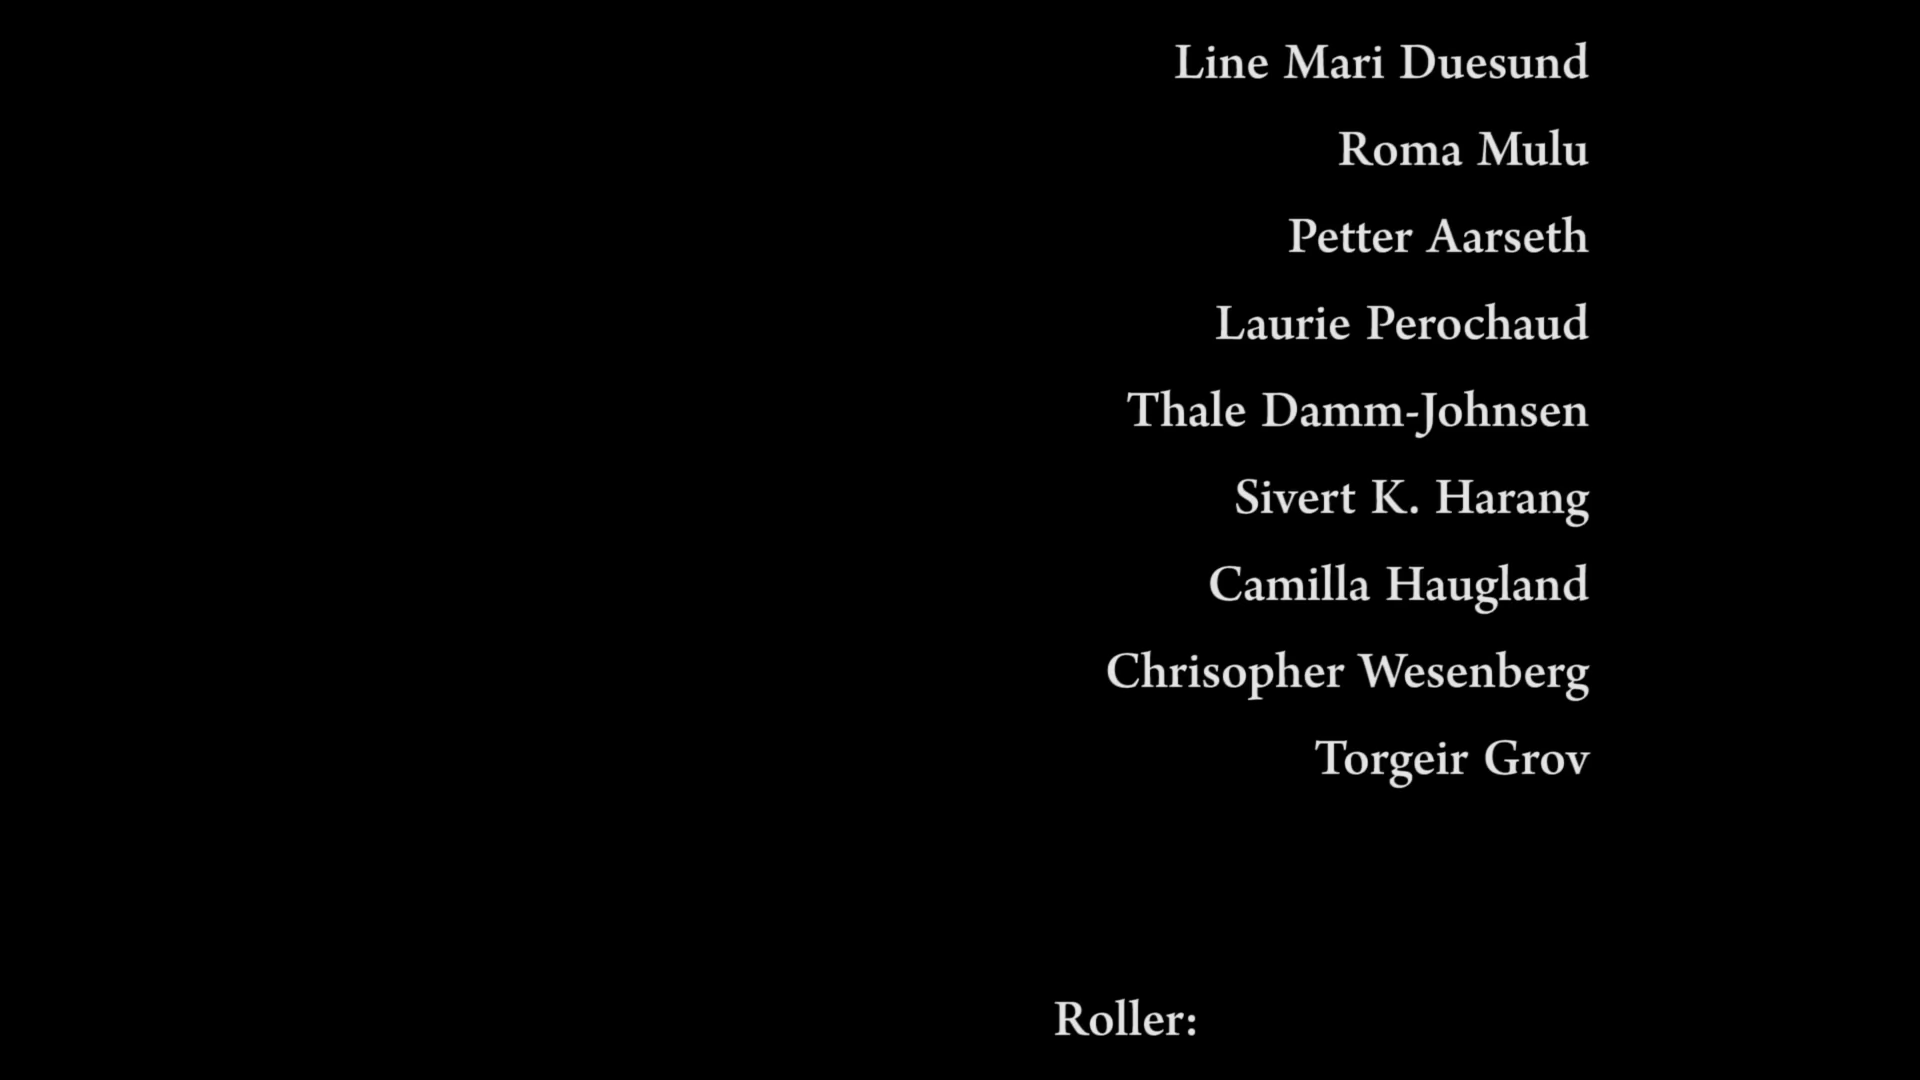 Line Mari Duesund
Roma Mulu
Petter Aarseth
Laurie Perochaud
Thale Damm-Johnsen
Sivert K. Harang
Camilla Haugland
Chrisopher Wesenberg
Torgeir Grov
Roller: